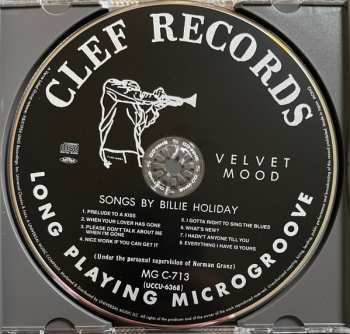 CLEF RECORDS
VELVET
MOOD
SONGS BY BILLIE HOLIDAY
1. PRELUDE TO A KISS
2. WHEN YOUR LOVER HAS GONE
3. PLEASE DON'T TALK ABOUT ME
WHEN I'M GONE
4. NICE WORK IF YOU CAN GET IT
5. I GOTTA RIGHT TO SING THE BLUES
6. WHAT'S NEW?
7. I HADN'T ANYONE TILL YOU
8. EVERYTHING I HAVE IS YOURS
(Under the personal supervision of Norman Granz)
MG C-713
(UCCU-6368)
LONG PLAYING MICROGROOVE